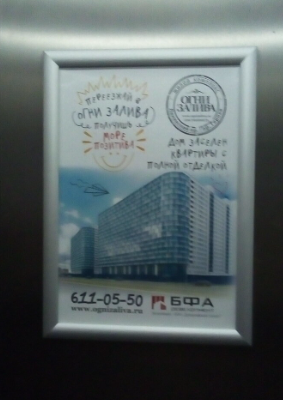 ПЕРЕЕЗЖАЙ В
ОГНИ ЗАЛИВА
ПОЛУЧИШЬ
МОРЕ
ПОЗИТИВА
ОГНИ
ЗАЛИВА
ДОМ ЗАСЕЛЕН
КВАРТИРЫ С
ПОЛНОЙ ОТДЕЛКОЙ
611-05-50
www.ognizaliva.ru
БФА